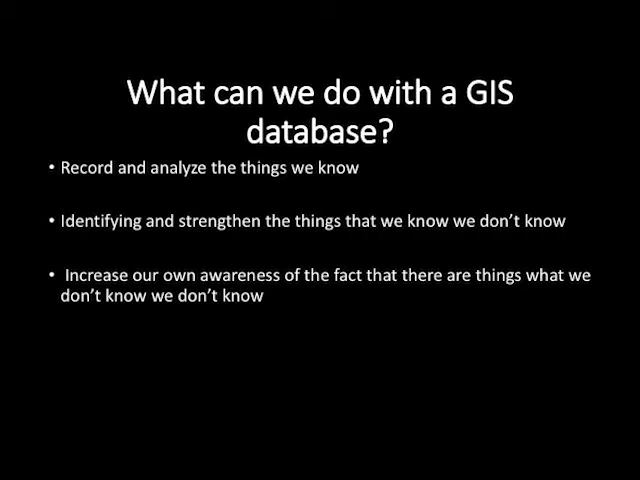 What can we do with a GIS
database?
• Record and analyze the things we know
• Identifying and strengthen the things that we know we don’t know
• Increase our own awareness of the fact that there are things what we
don’t know we don’t know